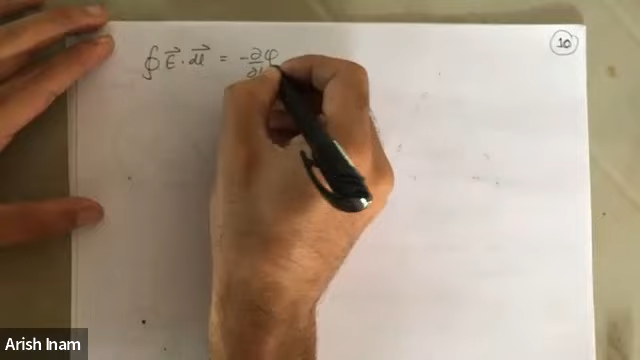 10
∮ E⃗ · dl⃗ = -∂φ/∂t
Arish Inam